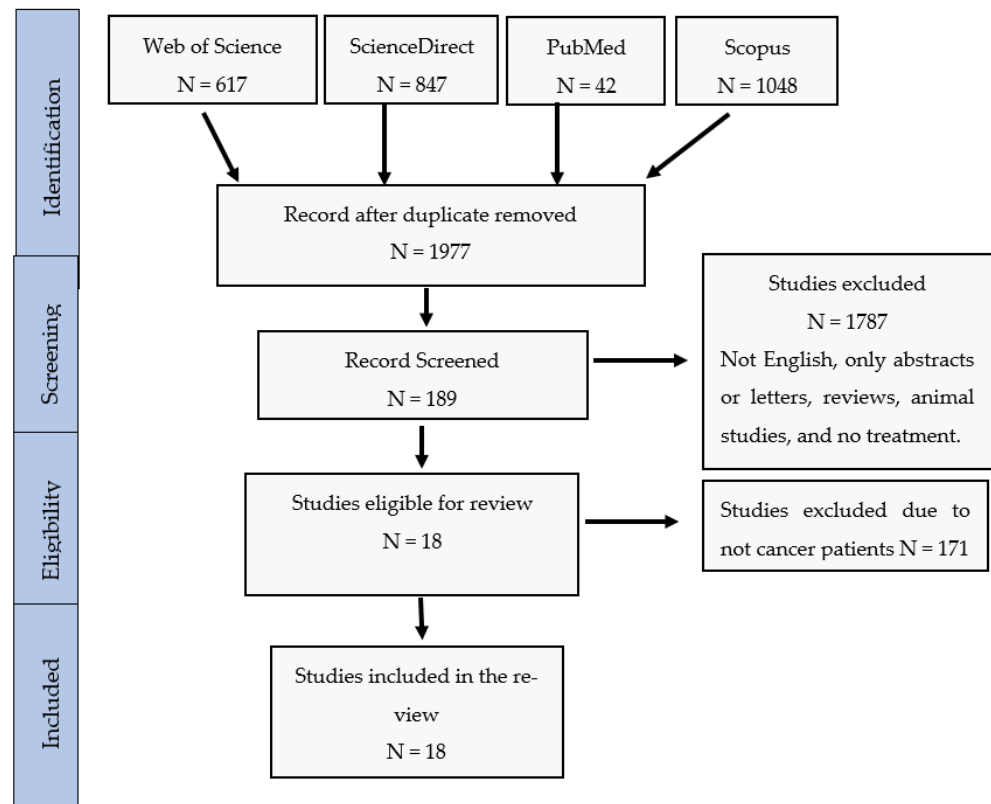 Identification
Web of Science
N = 617
ScienceDirect
N = 847
PubMed
N = 42
Scopus
N = 1048
Record after duplicate removed
N = 1977
Screening
Record Screened
N = 189
Studies excluded
N = 1787
Not English, only abstracts
or letters, reviews, animal
studies, and no treatment.
Eligibility
Studies eligible for review
N = 18
Studies excluded due to
not cancer patients N = 171
Included
Studies included in the re-
view
N = 18